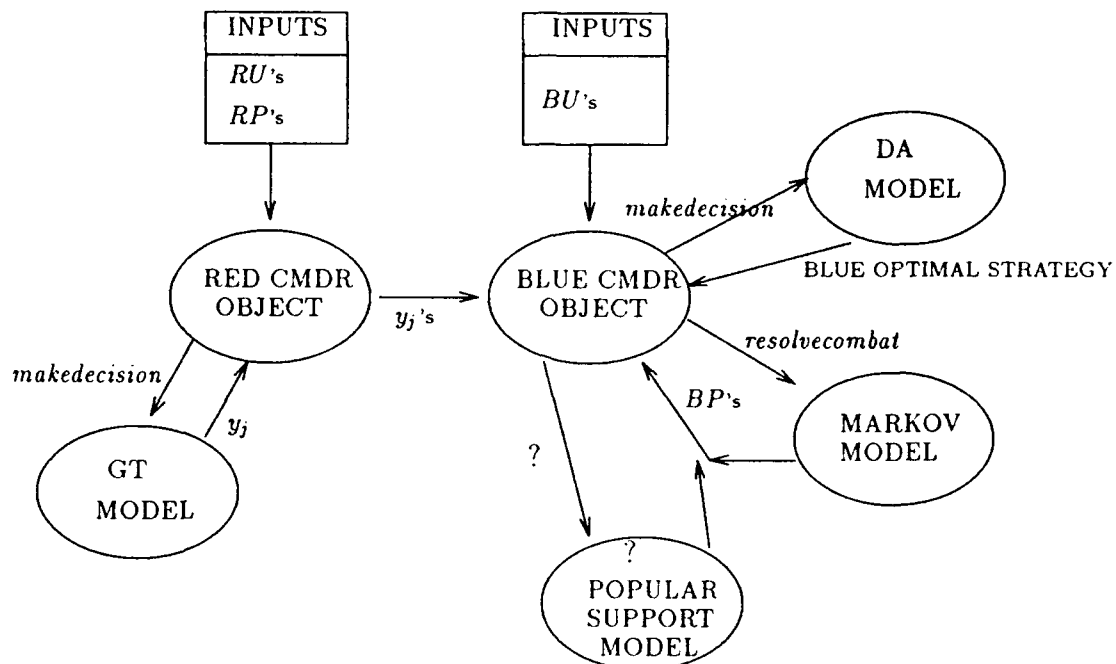 INPUTS
RU's
RP's
INPUTS
BU's
DA
MODEL
makedecision
BLUE OPTIMAL STRATEGY
RED CMDR
OBJECT
y_j's
BLUE CMDR
OBJECT
resolvecombat
makedecision
y_j
BP's
MARKOV
MODEL
GT
MODEL
?
?
POPULAR
SUPPORT
MODEL